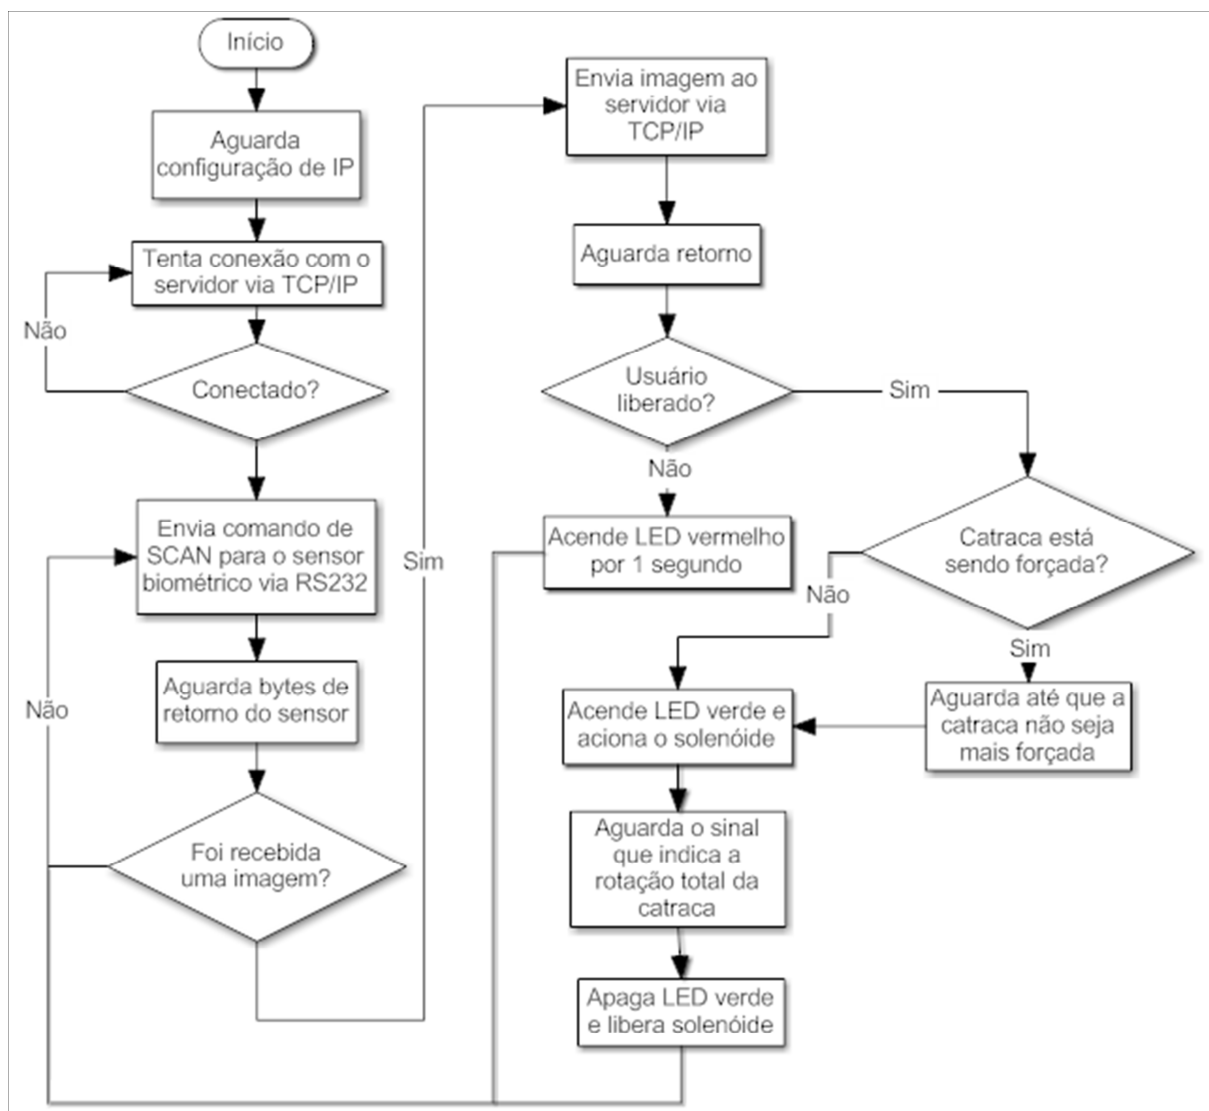 Início
Aguarda
configuração de IP
Tenta conexão com o
servidor via TCP/IP
Não
Conectado?
Envia comando de
SCAN para o sensor
biométrico via RS232
Aguarda bytes de
retorno do sensor
Não
Foi recebida
uma imagem?
Sim
Envia imagem ao
servidor via
TCP/IP
Aguarda retorno
Usuário
liberado?
Sim
Não
Acende LED vermelho
por 1 segundo
Catraca está
sendo forçada?
Não
Sim
Aguarda até que a
catraca não seja
mais forçada
Acende LED verde e
aciona o solenóide
Aguarda o sinal
que indica a
rotação total da
catraca
Apaga LED verde
e libera solenóide